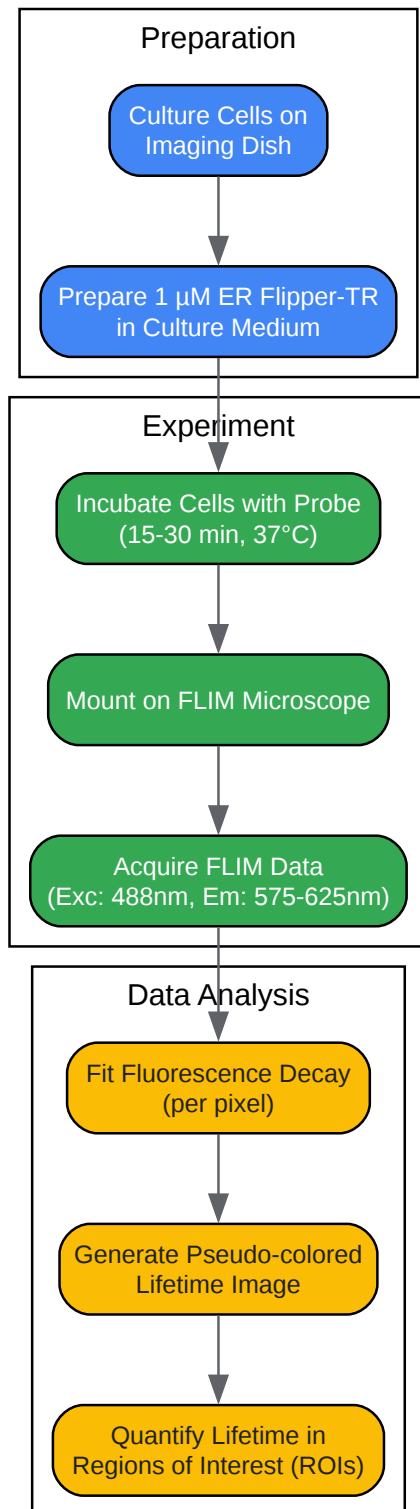 Preparation
Culture Cells on
Imaging Dish
Prepare 1 µM ER Flipper-TR
in Culture Medium
Experiment
Incubate Cells with Probe
(15-30 min, 37°C)
Mount on FLIM Microscope
Acquire FLIM Data
(Exc: 488nm, Em: 575-625nm)
Data Analysis
Fit Fluorescence Decay
(per pixel)
Generate Pseudo-colored
Lifetime Image
Quantify Lifetime in
Regions of Interest (ROIs)